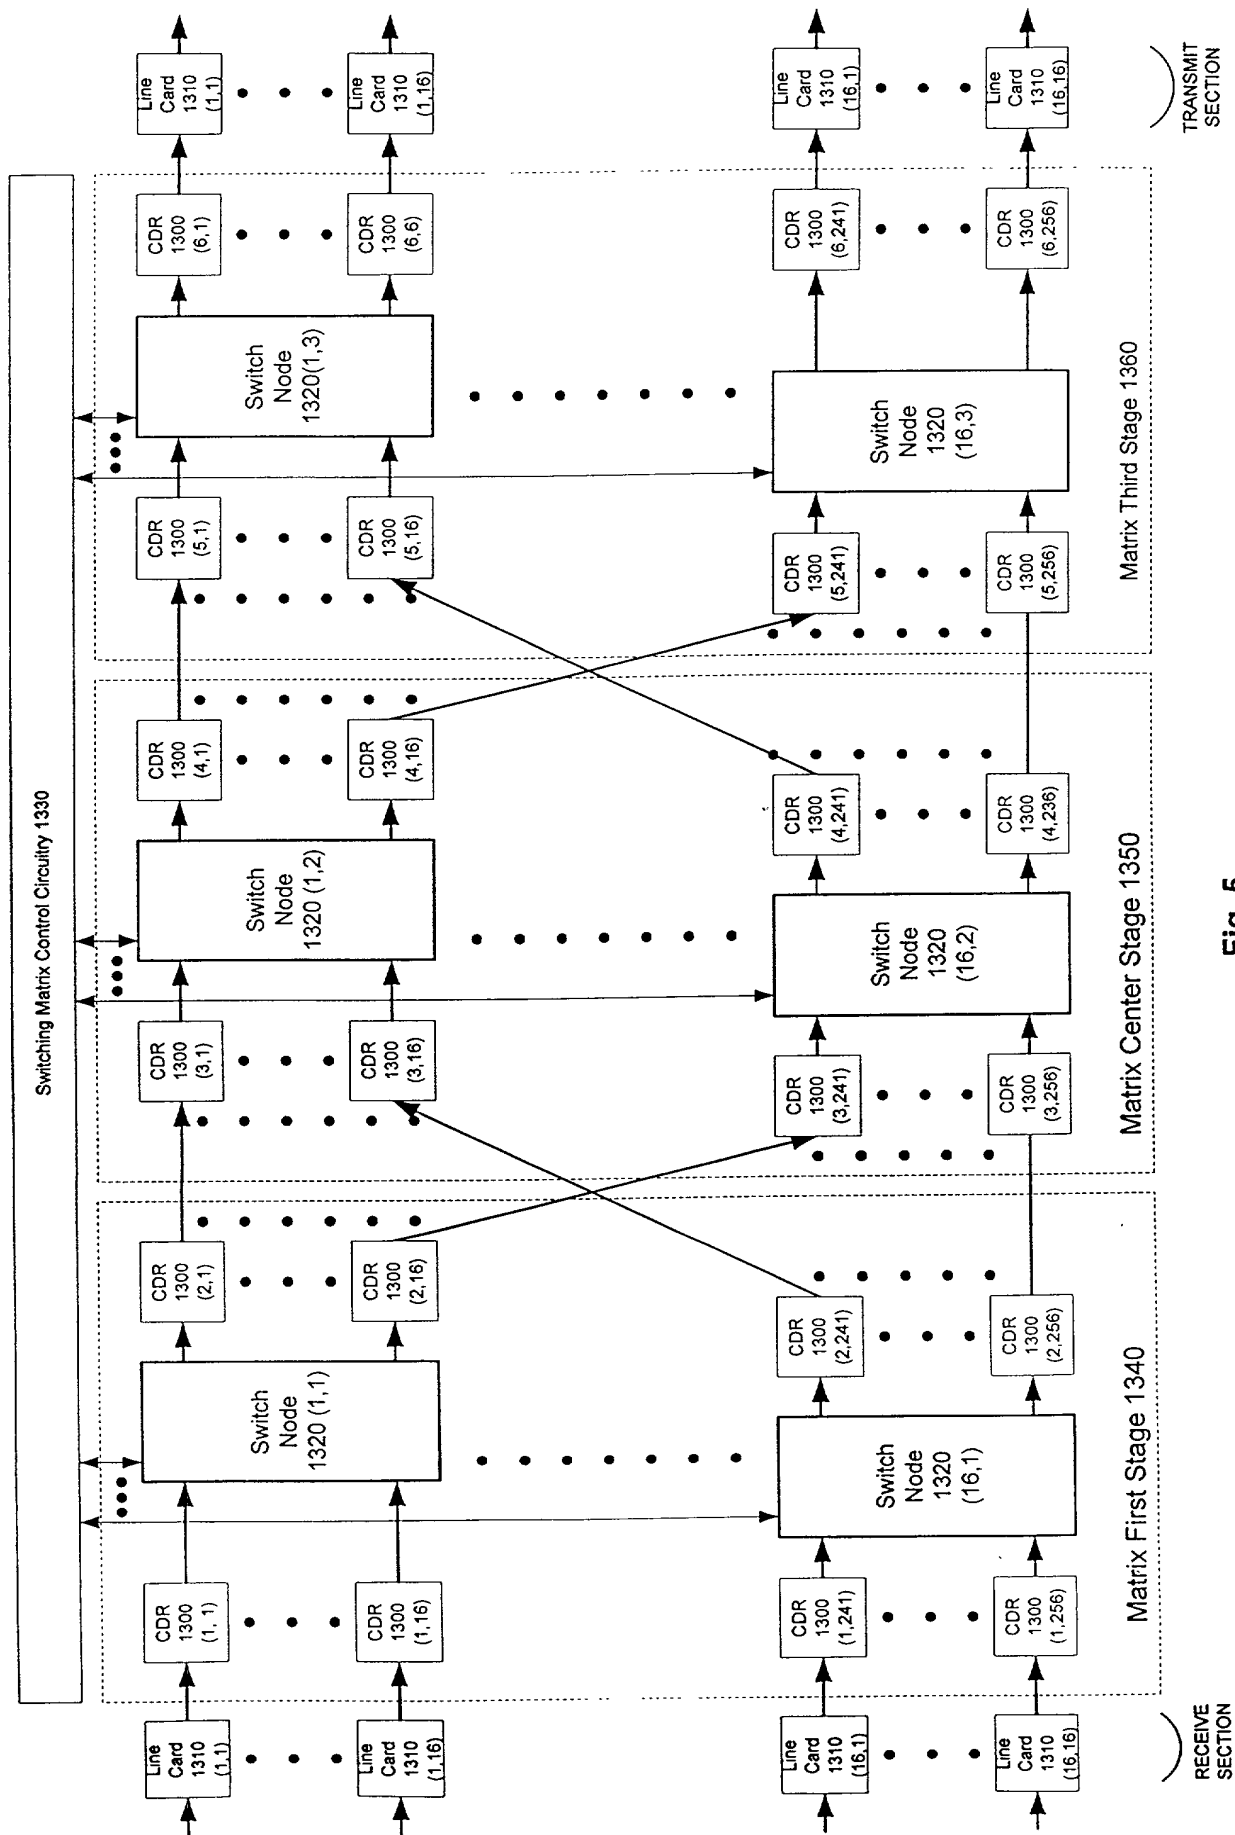 Switching Matrix Control Circuitry 1330
Line
Card
1310
(1,1)
Line
Card
1310
(1,16)
Line
Card
1310
(16,1)
Line
Card
1310
(16,16)
RECEIVE
SECTION
CDR
1300
(1, 1)
CDR
1300
(1,16)
CDR
1300
(1,241)
CDR
1300
(1,256)
Switch
Node
1320 (1,1)
Switch
Node
1320
(16,1)
CDR
1300
(2,1)
CDR
1300
(2,16)
CDR
1300
(2,241)
CDR
1300
(2,256)
Matrix First Stage 1340
CDR
1300
(3,1)
CDR
1300
(3,16)
CDR
1300
(3,241)
CDR
1300
(3,256)
Switch
Node
1320 (1,2)
Switch
Node
1320
(16,2)
CDR
1300
(4,1)
CDR
1300
(4,16)
CDR
1300
(4,241)
CDR
1300
(4,236)
Matrix Center Stage 1350
CDR
1300
(5,1)
CDR
1300
(5,16)
CDR
1300
(5,241)
CDR
1300
(5,256)
Switch
Node
1320(1,3)
Switch
Node
1320
(16,3)
CDR
1300
(6,1)
CDR
1300
(6,6)
CDR
1300
(6,241)
CDR
1300
(6,256)
Matrix Third Stage 1360
Line
Card
1310
(1,1)
Line
Card
1310
(1,16)
Line
Card
1310
(16,1)
Line
Card
1310
(16,16)
TRANSMIT
SECTION
Fig. 5